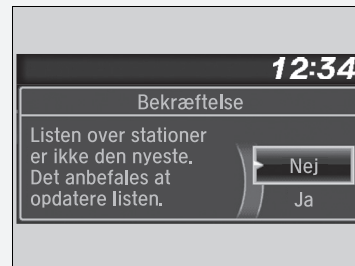 12:34
Bekræftelse
Listen over stationer
er ikke den nyeste.
Det anbefales at
opdatere listen.
Nej
Ja